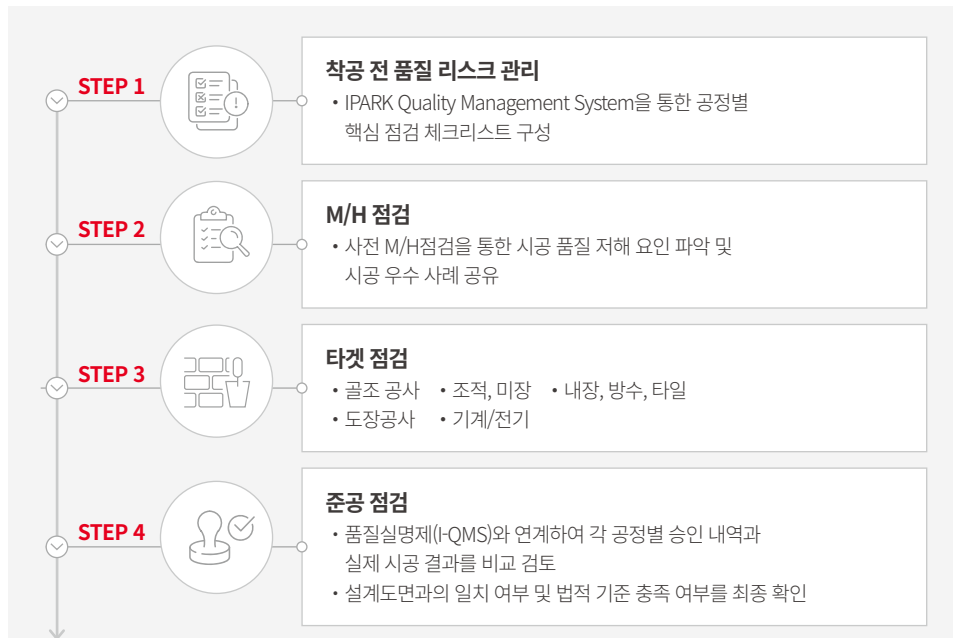 STEP 1
착공 전 품질 리스크 관리
• IPARK Quality Management System을 통한 공정별
핵심 점검 체크리스트 구성
STEP 2
M/H 점검
• 사전 M/H점검을 통한 시공 품질 저해 요인 파악 및
시공 우수 사례 공유
STEP 3
타겟 점검
• 골조 공사 • 조적, 미장 • 내장, 방수, 타일
• 도장공사 • 기계/전기
STEP 4
준공 점검
• 품질실명제(I-QMS)와 연계하여 각 공정별 승인 내역과
실제 시공 결과를 비교 검토
• 설계도면과의 일치 여부 및 법적 기준 충족 여부를 최종 확인